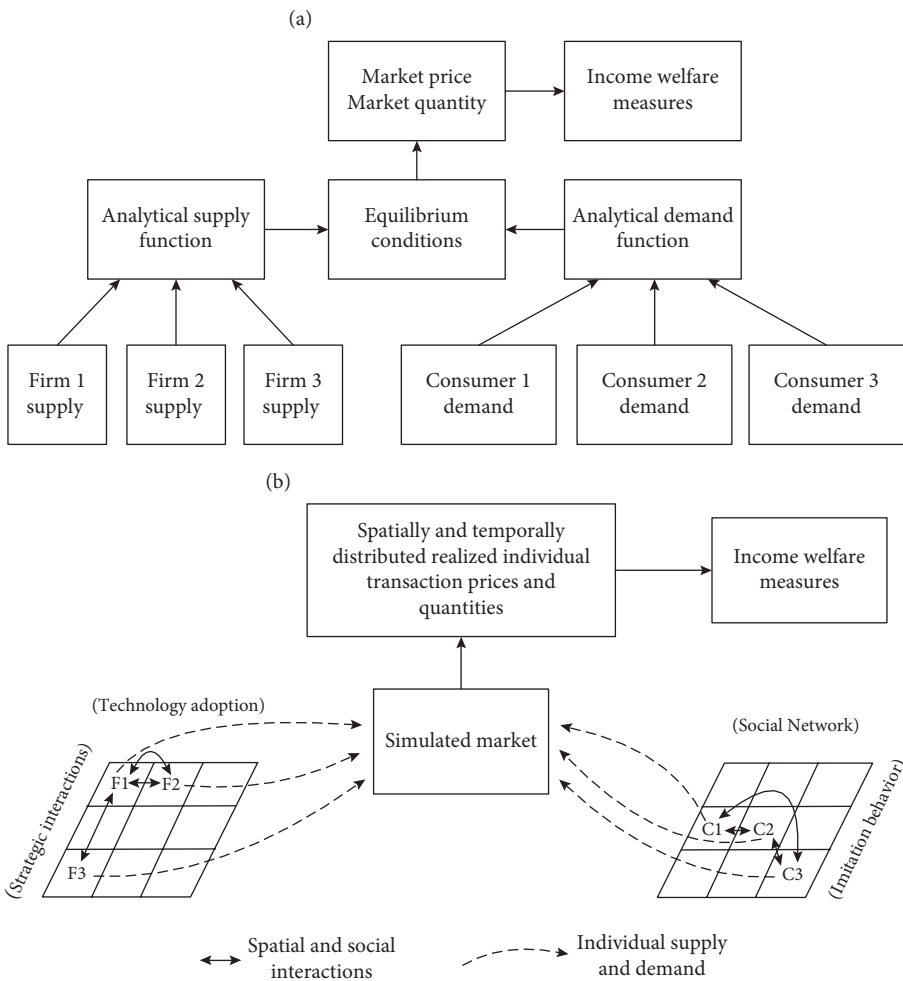 (a)
Market price
Market quantity
Income welfare
measures
Analytical supply
function
Equilibrium
conditions
Analytical demand
function
Firm 1
supply
Firm 2
supply
Firm 3
supply
Consumer 1
demand
Consumer 2
demand
Consumer 3
demand
(b)
Spatially and temporally
distributed realized individual
transaction prices and
quantities
Income welfare
measures
(Technology adoption)
Simulated market
(Social Network)
(Strategic interactions)
F1
F2
F3
C1
C2
C3
(Imitation behavior)
Spatial and social
interactions
Individual supply
and demand